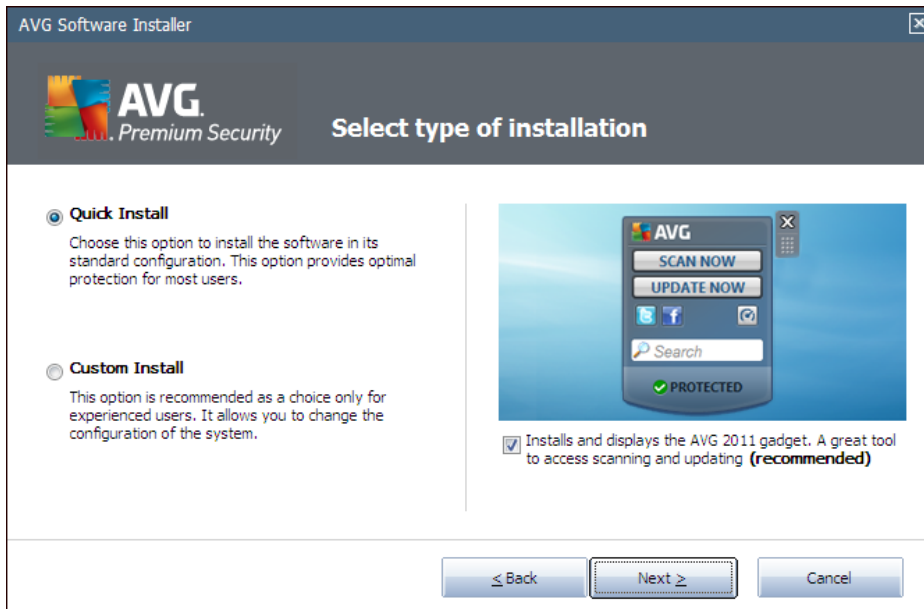 AVG Software Installer
AVG.
Premium Security
Select type of installation
Quick Install
Choose this option to install the software in its
standard configuration. This option provides optimal
protection for most users.
Custom Install
This option is recommended as a choice only for
experienced users. It allows you to change the
configuration of the system.
AVG
SCAN NOW
UPDATE NOW
Search
PROTECTED
Installs and displays the AVG 2011 gadget. A great tool
to access scanning and updating (recommended)
< Back
Next >
Cancel